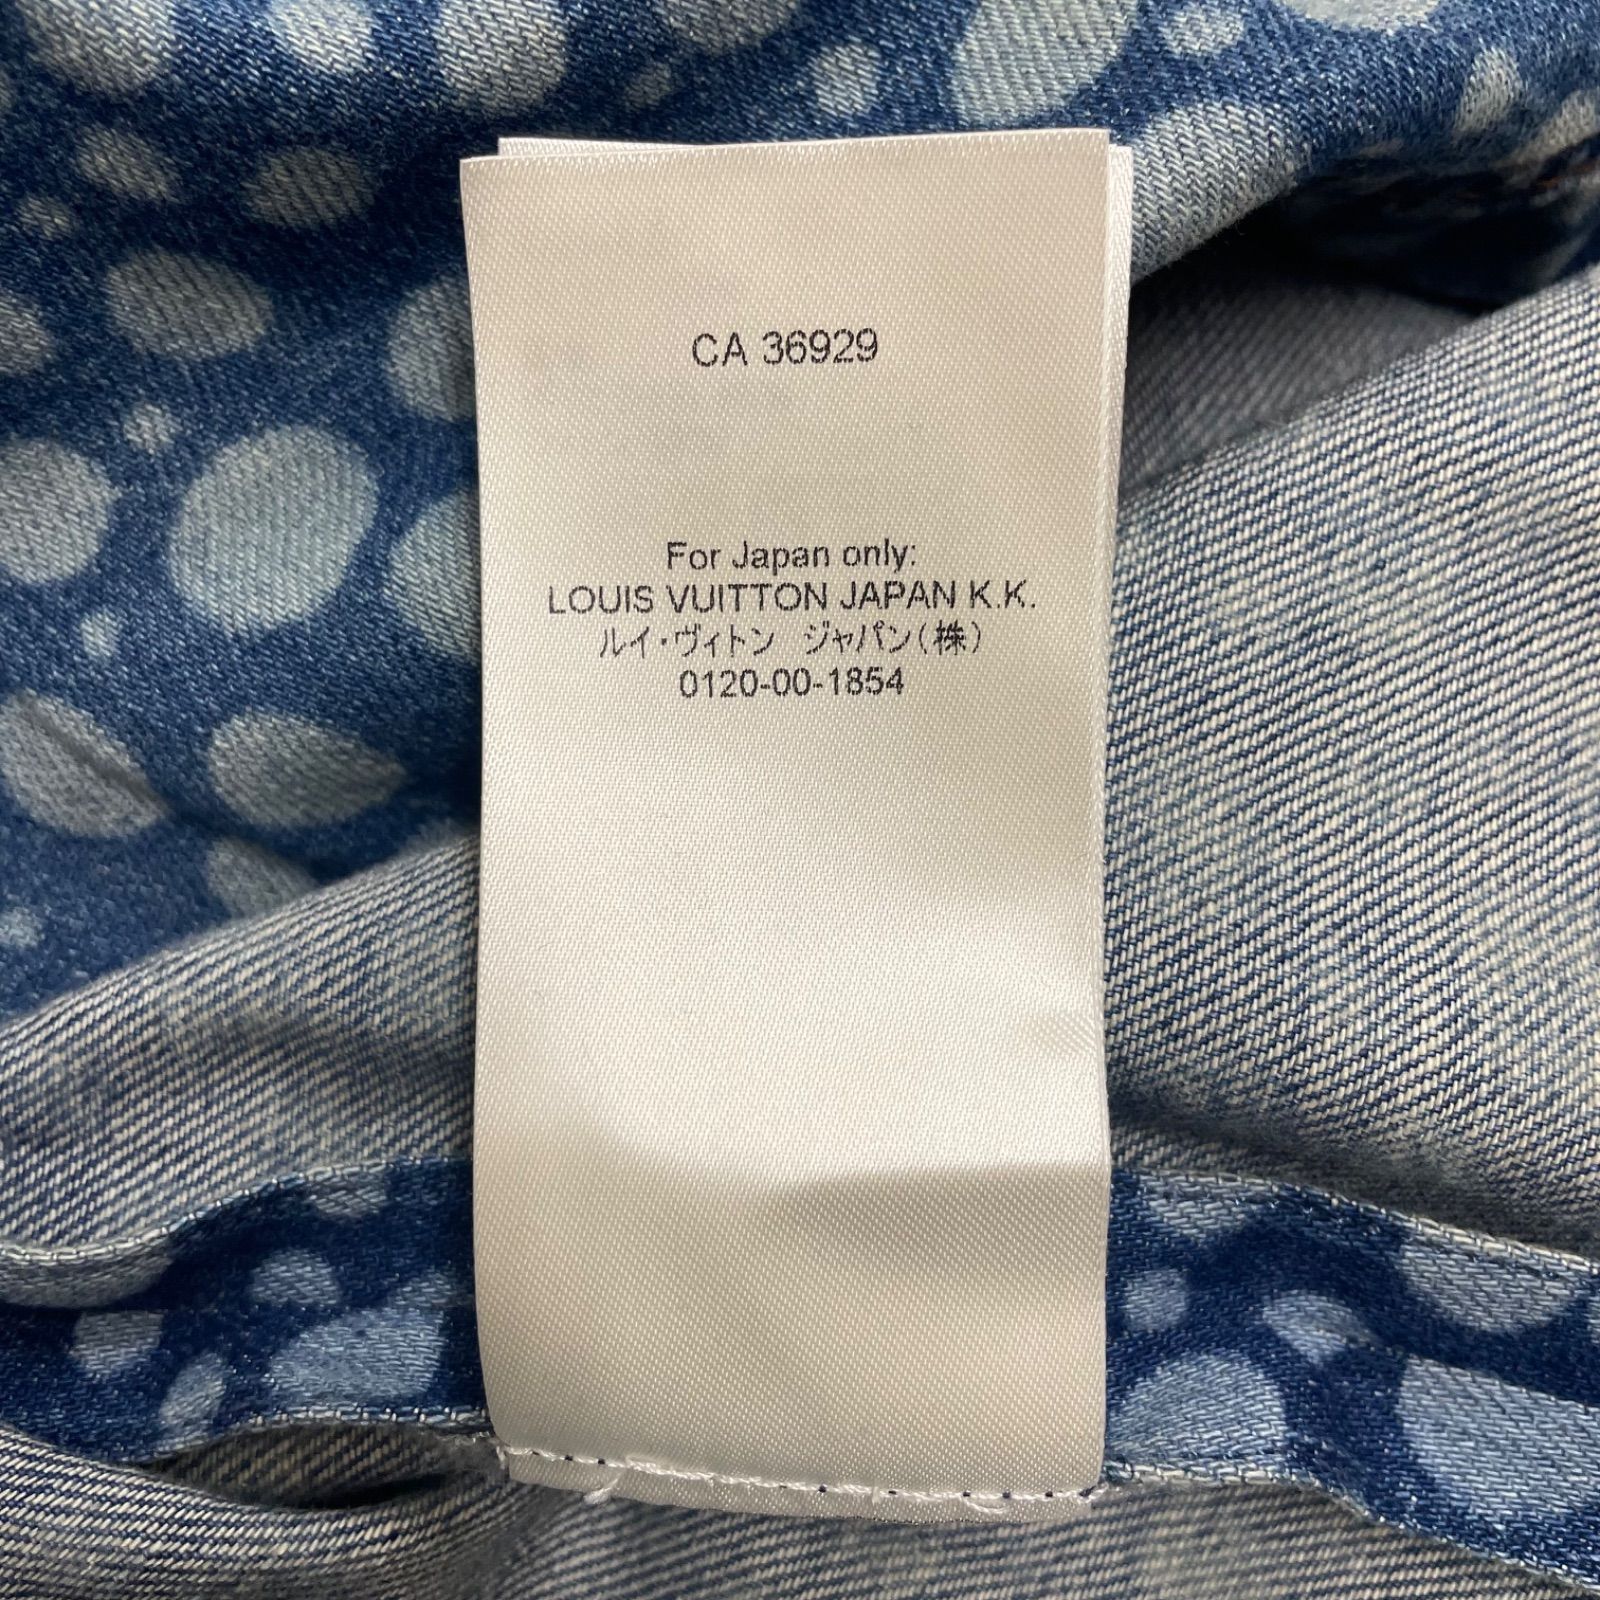 CA 36929
For Japan only:
LOUIS VUITTON JAPAN K.K.
ルイ・ヴィトン　ジャパン(株)
0120-00-1854